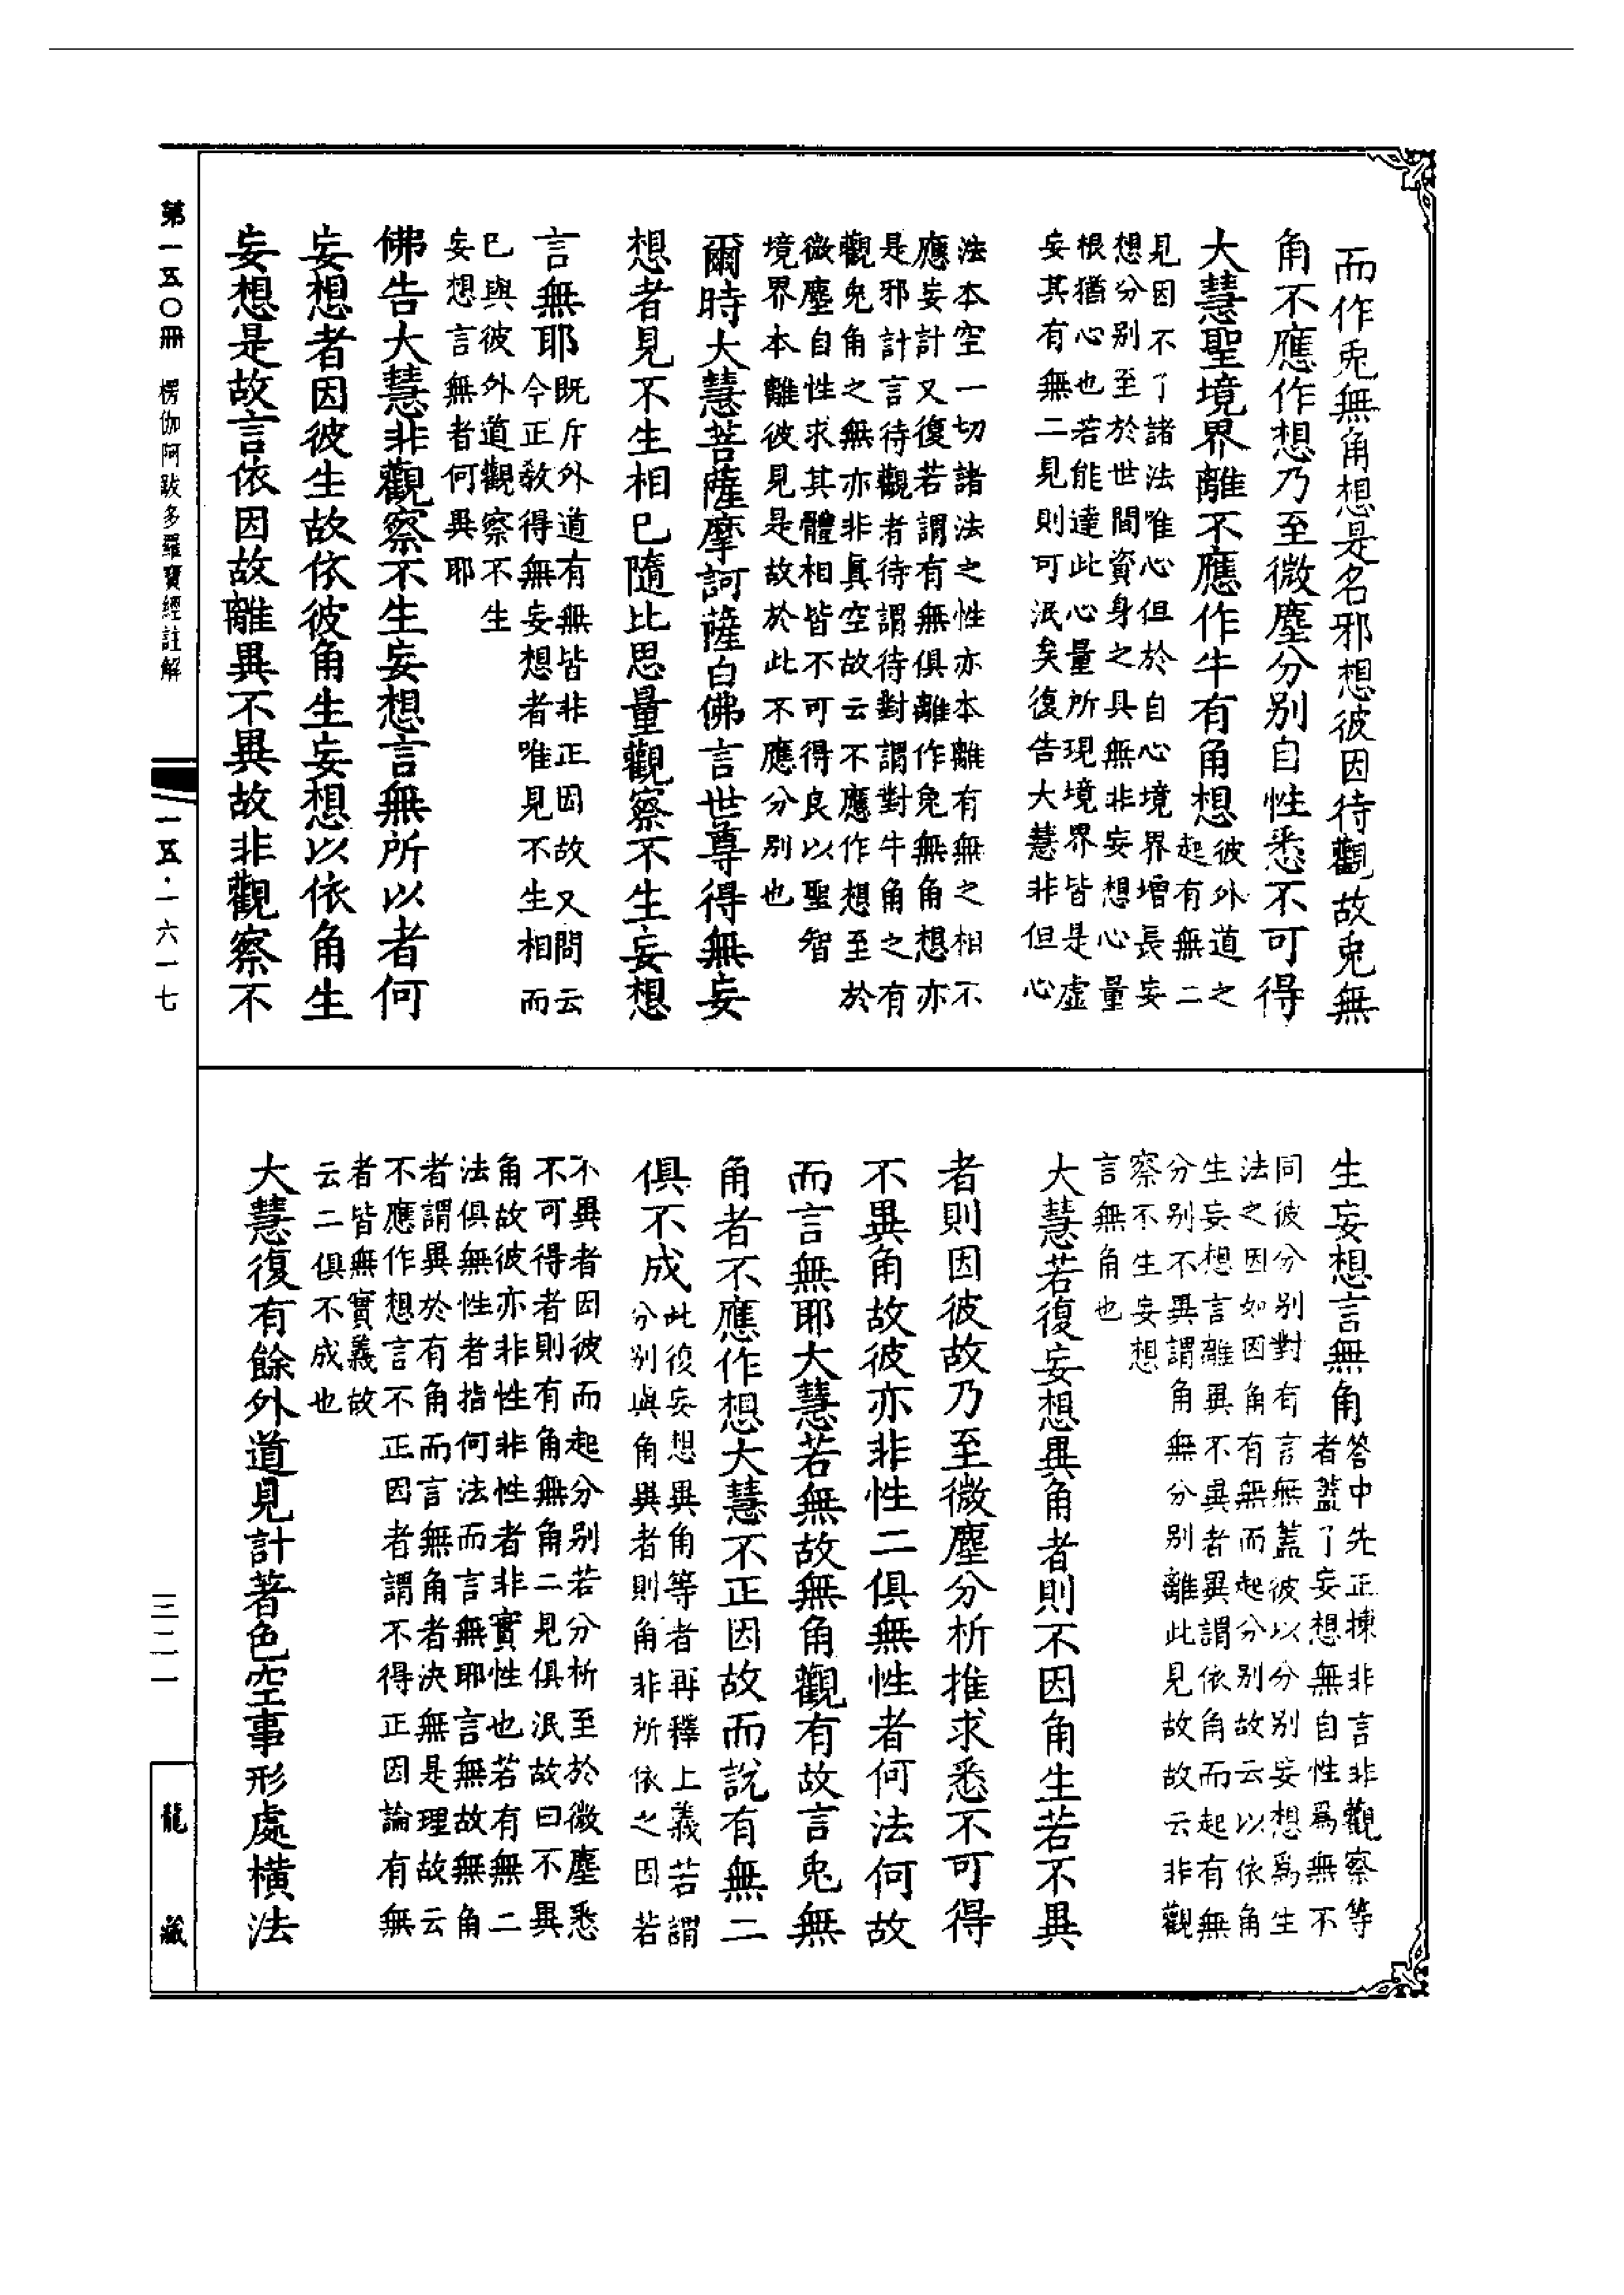 而作兎無角想是名邪想彼因待觀故兎無
角不應作想乃至微塵分別自性悉不可得
大慧聖境界離不應作牛有角想
彼外道之
起有無二
見因不了諸法唯心但於自心境界增長妄
想分別至於世間資身之具無非妄想心量
根猶心也若能達此心量所現境界皆是虛
妄其有無二見則可泯矣復告大慧非但心
法本空一切諸法之性亦本離有無之相不
應妄計又復若謂有無俱離作兔無角想亦
是邪計言待觀者待謂待對謂對牛角之有
觀兔角之無亦非真空故云不應作想至於
微塵自性求其體相皆不可得良以聖智
境界本離彼見是故於此不應分別也
爾時大慧菩薩摩訶薩白佛言世尊得無妄
想者見不生相已隨比思量觀察不生妄想
言無耶
既斥外道有無皆非正因故又問云
今正教得無妄想者唯見不生相而
已與彼外道觀察不生
妄想言無者何異耶
佛告大慧非觀察不生妄想言無所以者何
妄想者因彼生故依彼角生妄想以依角生
妄想是故言依因故離異不異故非觀察不
生妄想言無角
答中先正揀非言非觀察等
者蓋了妄想無自性為無不
同彼分別對有言無蓋彼以分別妄想為生
法之因如因角有無而起分別故云以依角
生妄想言離異不異者異謂依角而起有無
分別不異謂角無分別離此見故故云非觀
察不生妄想
言無角也
大慧若復妄想異角者則不因角生若不異
者則因彼故乃至微塵分析推求悉不可得
不異角故彼亦非性二俱無性者何法何故
而言無耶大慧若無故無角觀有故言兎無
角者不應作想大慧不正因故而說有無二
俱不成
此復妄想異角等者再釋上義若謂
分別與角異者則角非所依之因若
不異者因彼而起分別若分析至於微塵悉
不可得者則有角無角二見俱泯故曰不異
角故彼亦非性非性者非實性也若有無二
法俱無性者指何法而言無耶言無故無角
者謂異於有角而言無角者決無是理故云
不應作想言不正因者謂不得正因論有無
者皆無實義故
云二俱不成也
大慧復有餘外道見計著色空事形處橫法
第一五〇冊 楞伽阿跋多羅寶經註解
一五·一六一七
三二一
龍藏